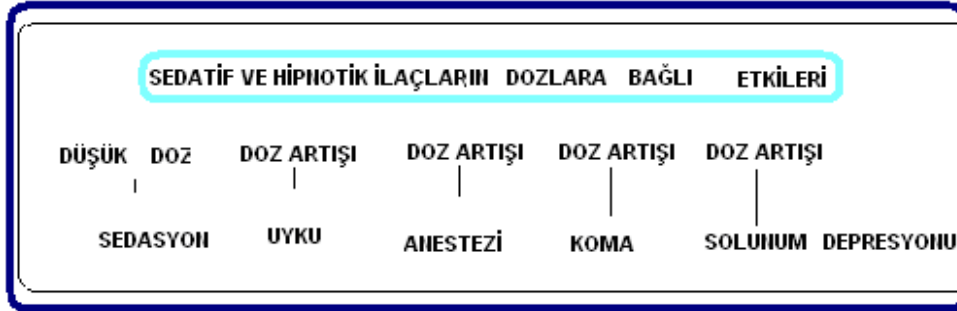 SEDATİF VE HİPNOTİK İLAÇLARIN DOZLARA BAĞLI ETKİLERİ
DÜŞÜK DOZ DOZ ARTIŞI DOZ ARTIŞI DOZ ARTIŞI DOZ ARTIŞI
SEDASYON UYKU ANESTEZİ KOMA SOLUNUM DEPRESYONU